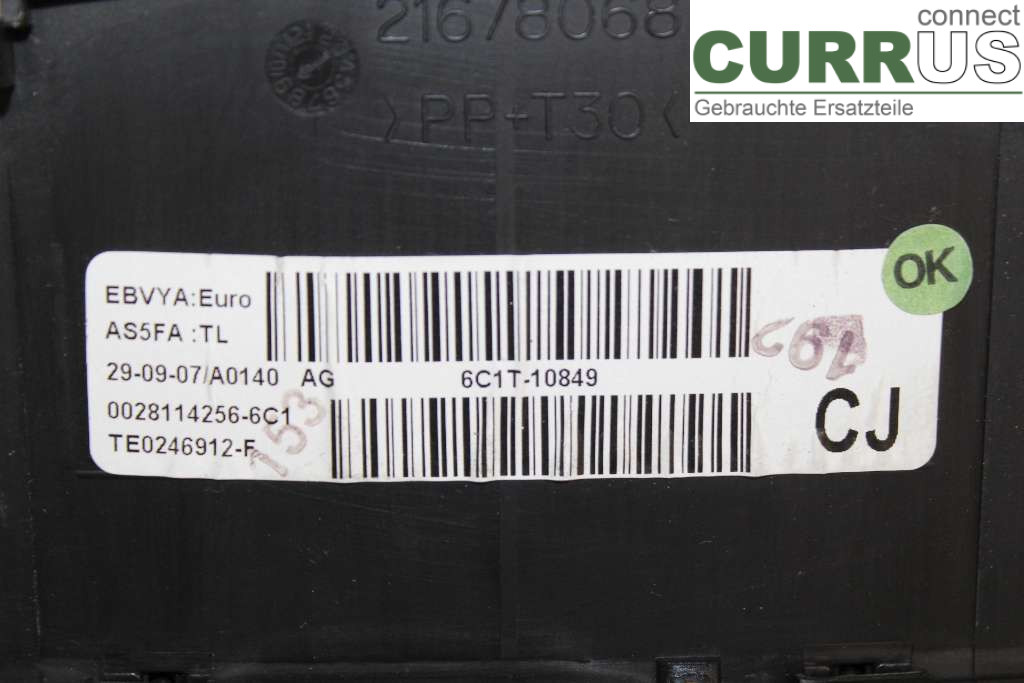 21678068
>PP+T30<
connect
CURRUS
Gebrauchte Ersatzteile
OK
EBVYA:Euro
AS5FA :TL
29-09-07/A0140 AG
6C1T-10849
0028114256-6C1
TE0246912-F
CJ
153